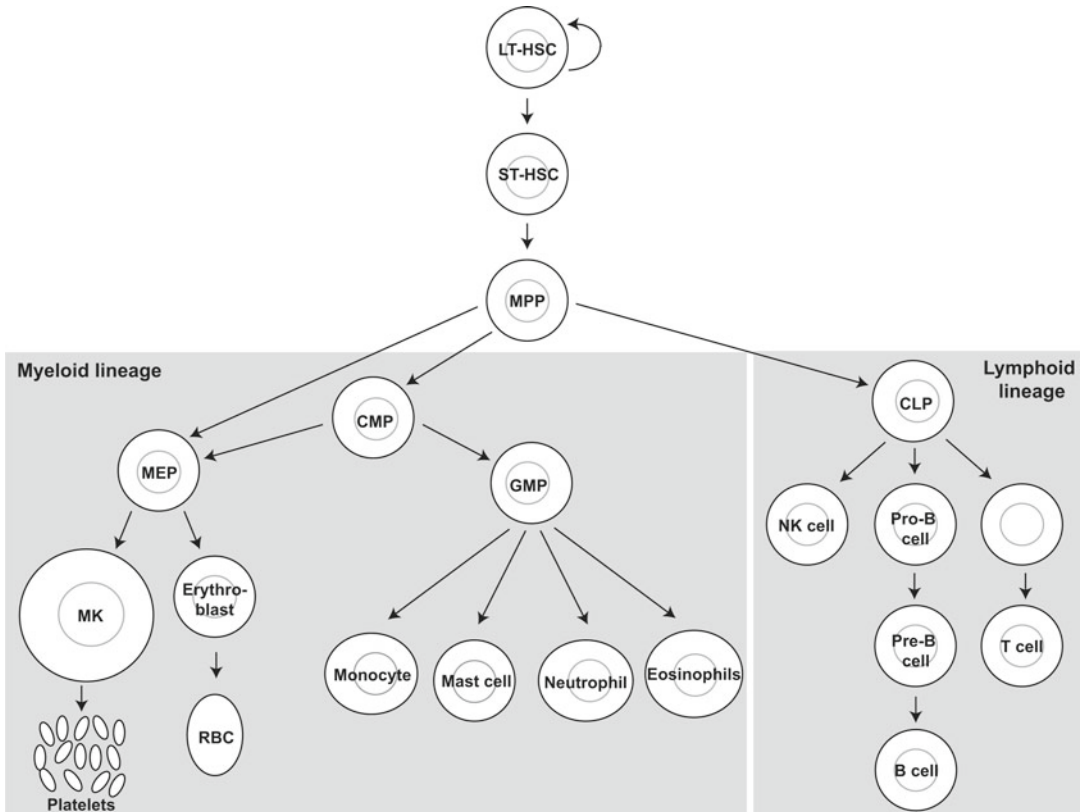 LT-HSC
ST-HSC
MPP
Myeloid lineage
CMP
MEP
GMP
MK
Erythro-
blast
Monocyte
Mast cell
Neutrophil
Eosinophils
RBC
Platelets
Lymphoid
lineage
CLP
NK cell
Pro-B
cell
Pre-B
cell
T cell
B cell